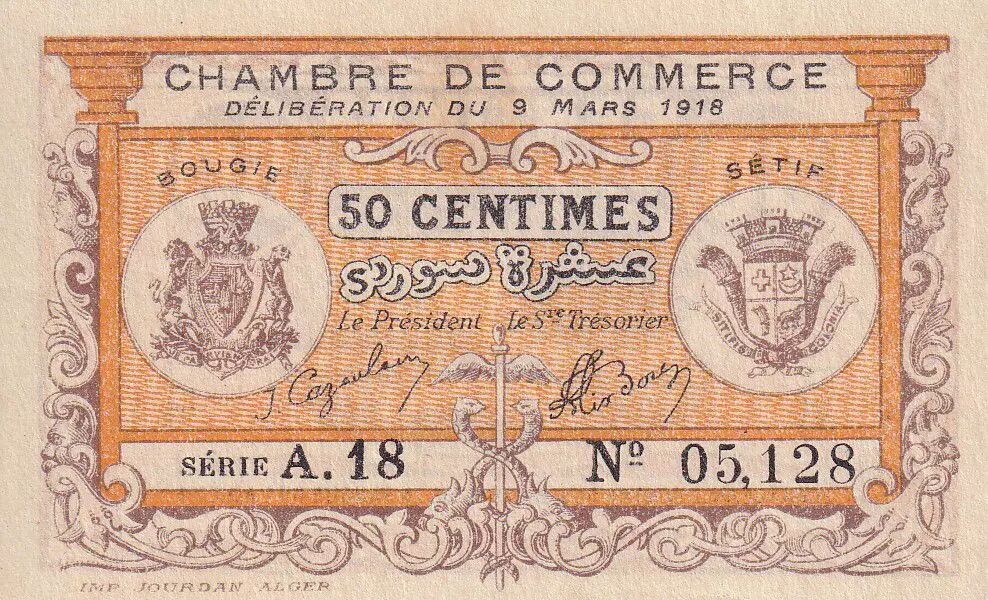 CHAMBRE DE COMMERCE
DÉLIBÉRATION DU 9 MARS 1918
BOUGIE
SÉTIF
50 CENTIMES
عشرة سوردي
Le Président Le Sre Trésorier
SÉRIE A. 18 No 05,128
IMP JOURDAN ALGER